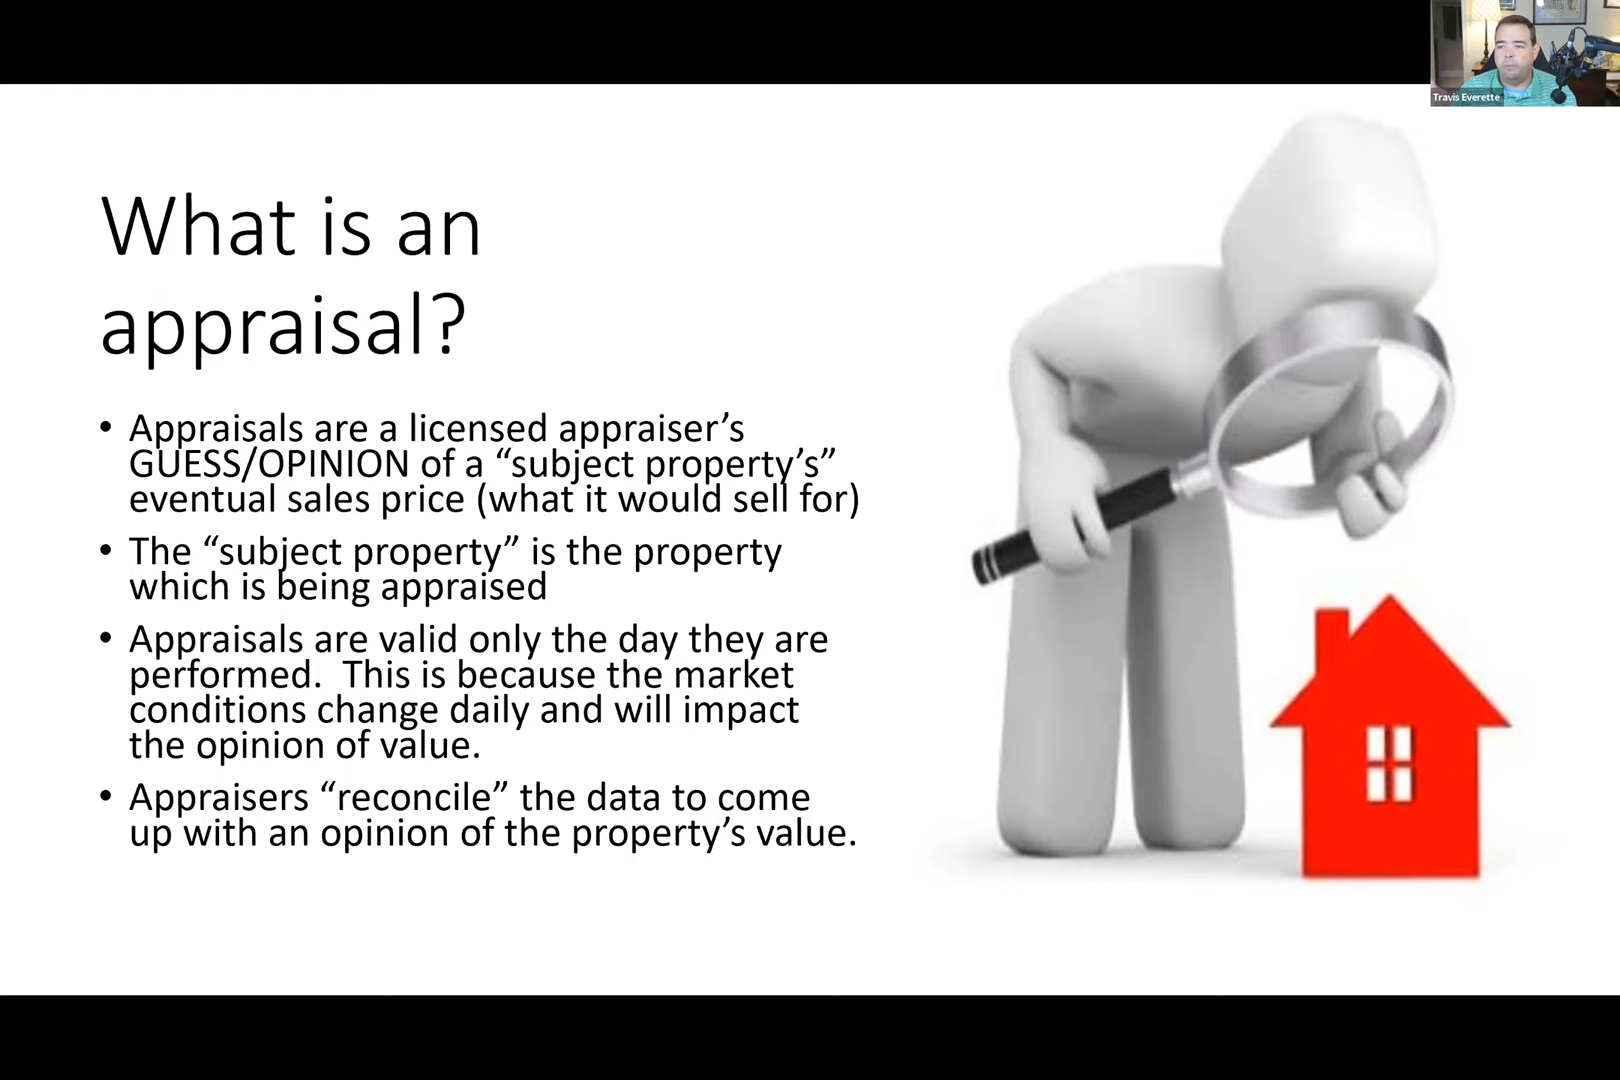 Travis Everette
What is an
appraisal?
• Appraisals are a licensed appraiser’s
GUESS/OPINION of a “subject property’s”
eventual sales price (what it would sell for)
• The “subject property” is the property
which is being appraised
• Appraisals are valid only the day they are
performed.  This is because the market
conditions change daily and will impact
the opinion of value.
• Appraisers “reconcile” the data to come
up with an opinion of the property’s value.